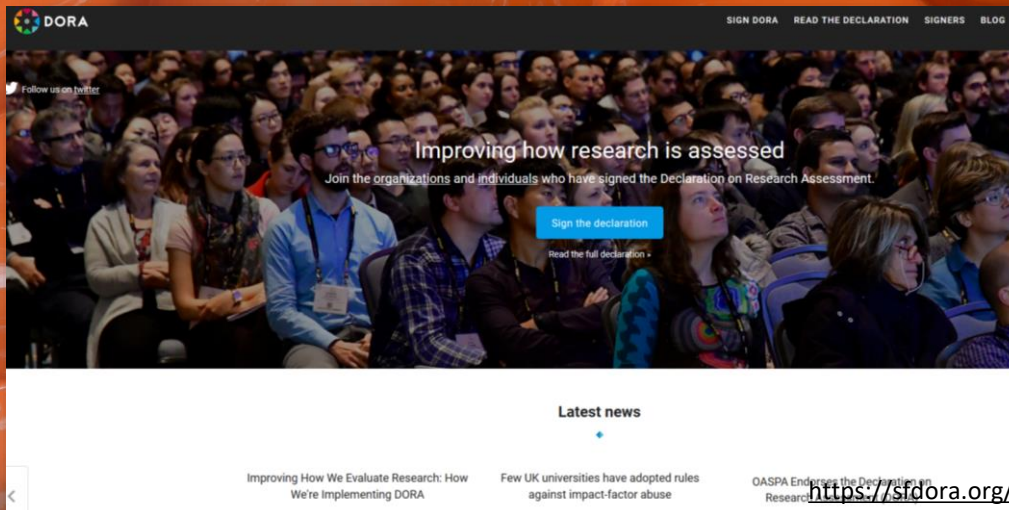 DORA
SIGN DORA READ THE DECLARATION SIGNERS BLOG
Follow us on twitter
Improving how research is assessed
Join the organizations and individuals who have signed the Declaration on Research Assessment.
Sign the declaration
Read the full declaration »
Latest news
Improving How We Evaluate Research: How
We're Implementing DORA
Few UK universities have adopted rules
against impact-factor abuse
OASPA Endorses the Declaration on
Research Assessment (DORA)
https://sfdora.org/